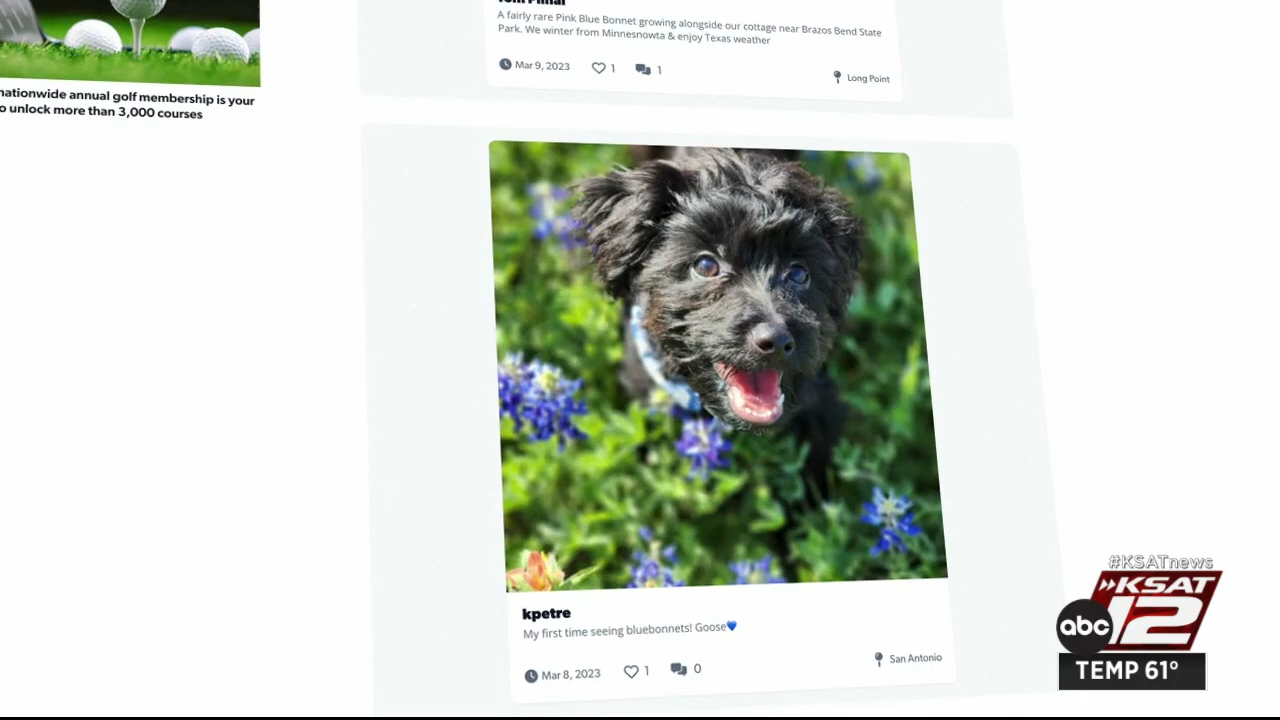 nationwide annual golf membership is your
o unlock more than 3,000 courses
Tom Pilnai
A fairly rare Pink Blue Bonnet growing alongside our cottage near Brazos Bend State
Park. We winter from Minnesnowta & enjoy Texas weather
Mar 9, 2023 1 1 Long Point
kpetre
My first time seeing bluebonnets! Goose💙
Mar 8, 2023 1 0 San Antonio
#KSATnews
KSAT
12
abc
TEMP 61°